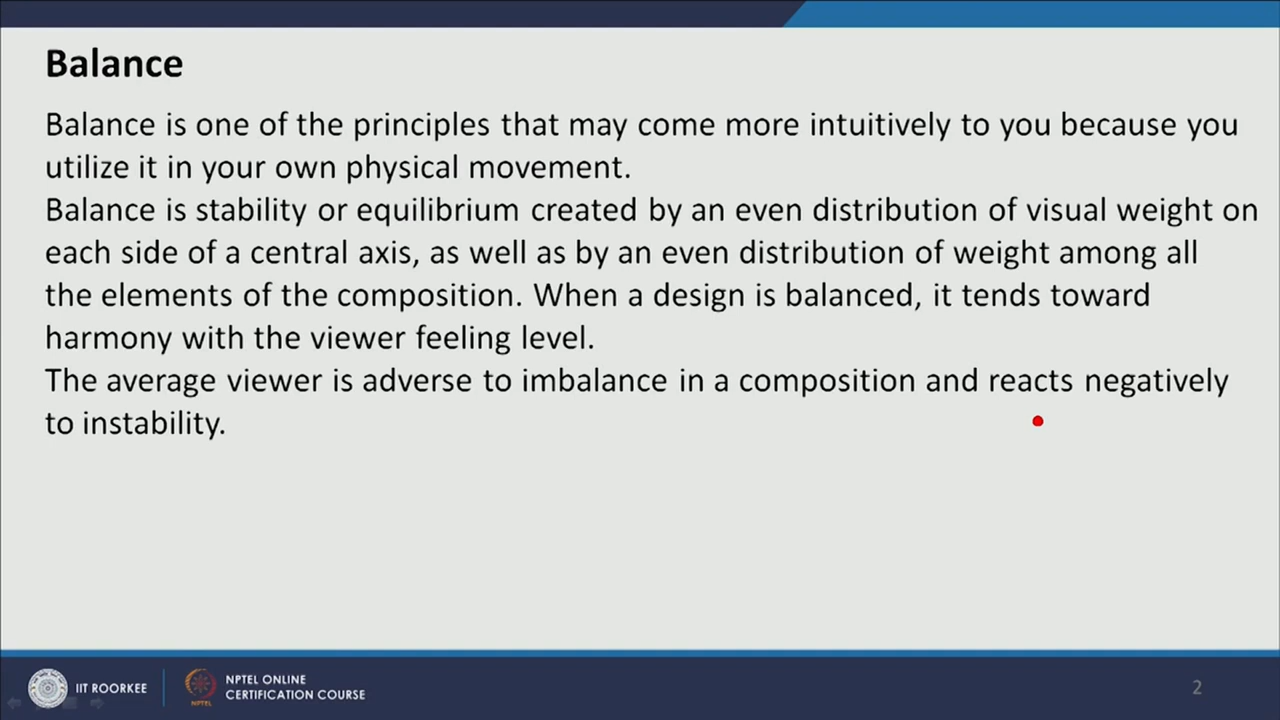 Balance
Balance is one of the principles that may come more intuitively to you because you
utilize it in your own physical movement.
Balance is stability or equilibrium created by an even distribution of visual weight on
each side of a central axis, as well as by an even distribution of weight among all
the elements of the composition. When a design is balanced, it tends toward
harmony with the viewer feeling level.
The average viewer is adverse to imbalance in a composition and reacts negatively
to instability.
IIT ROORKEE
NPTEL
NPTEL ONLINE
CERTIFICATION COURSE
2